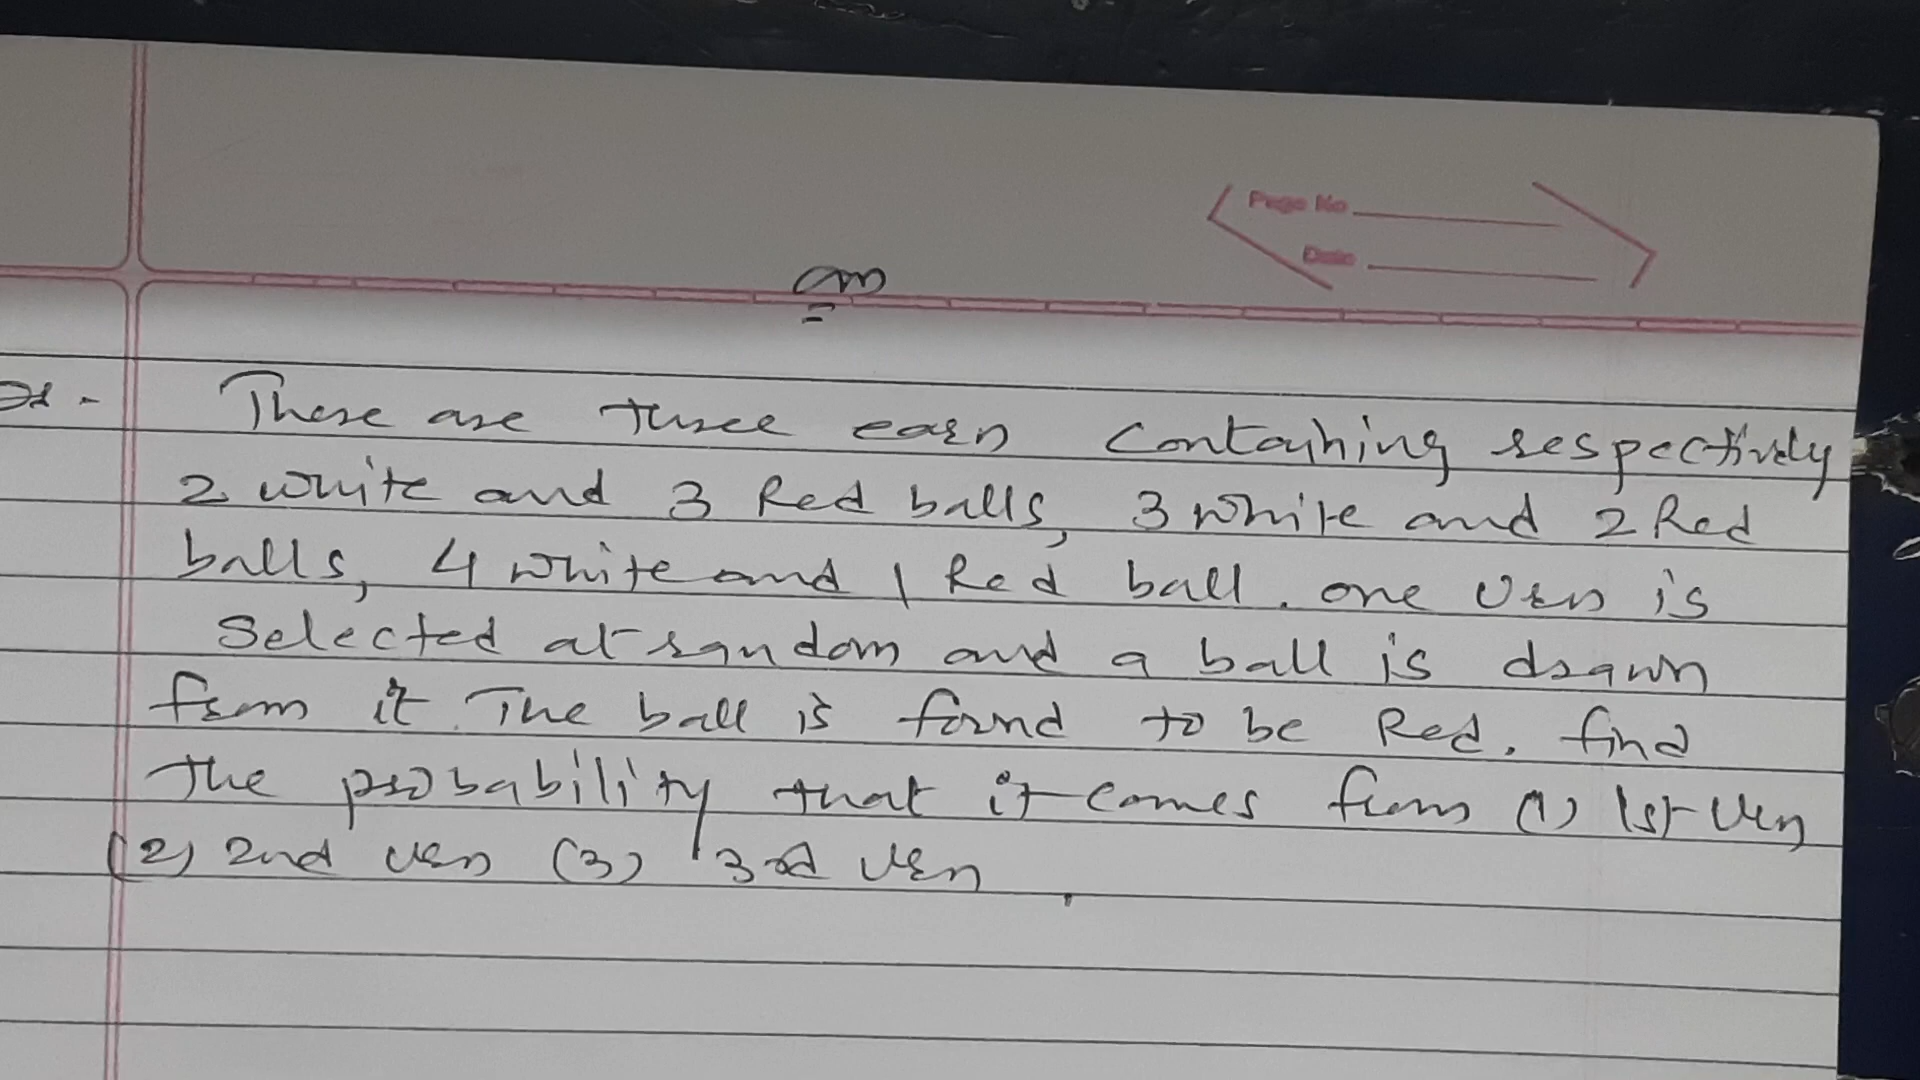 Page No
Date
There are three earn Containing respectively
2 white and 3 Red balls, 3 white and 2 Red
balls, 4 white and 1 Red ball. one Urn is
Selected at random and a ball is drawn
from it. The ball is found to be Red. find
the probability that it comes from (1) 1st Urn
(2) 2nd urn (3) 3rd Urn